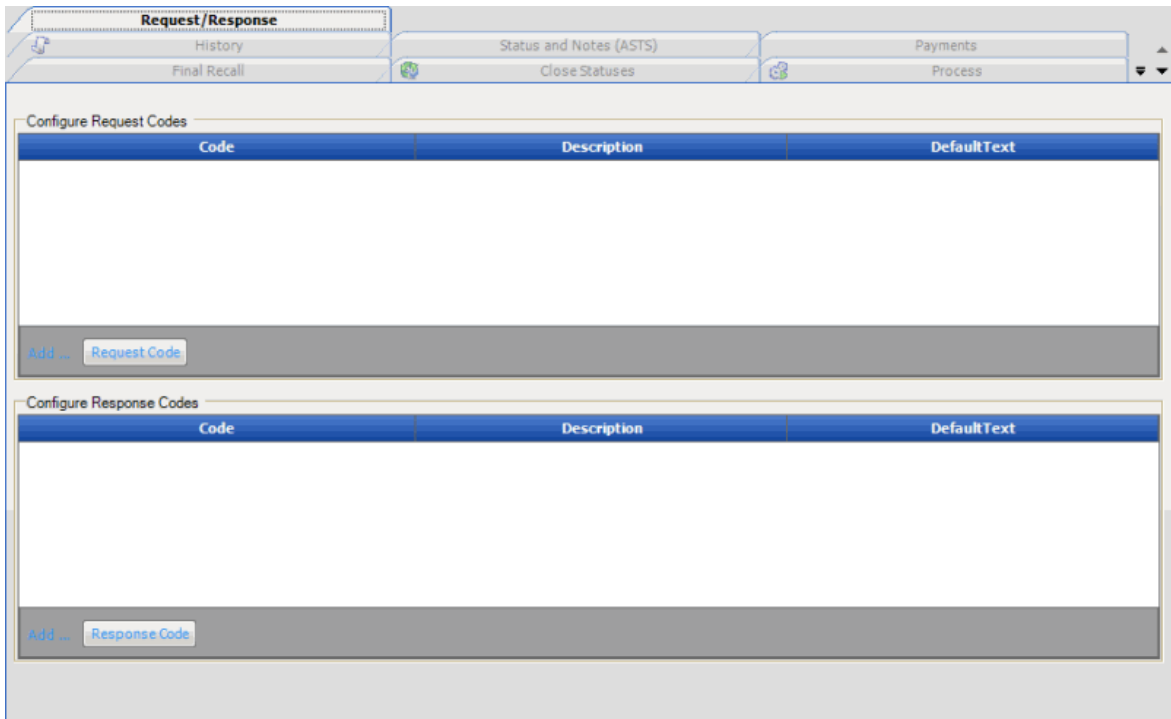 Request/Response
History Status and Notes (ASTS) Payments
Final Recall Close Statuses Process
Configure Request Codes
Code Description DefaultText
Add ... Request Code
Configure Response Codes
Code Description DefaultText
Add ... Response Code